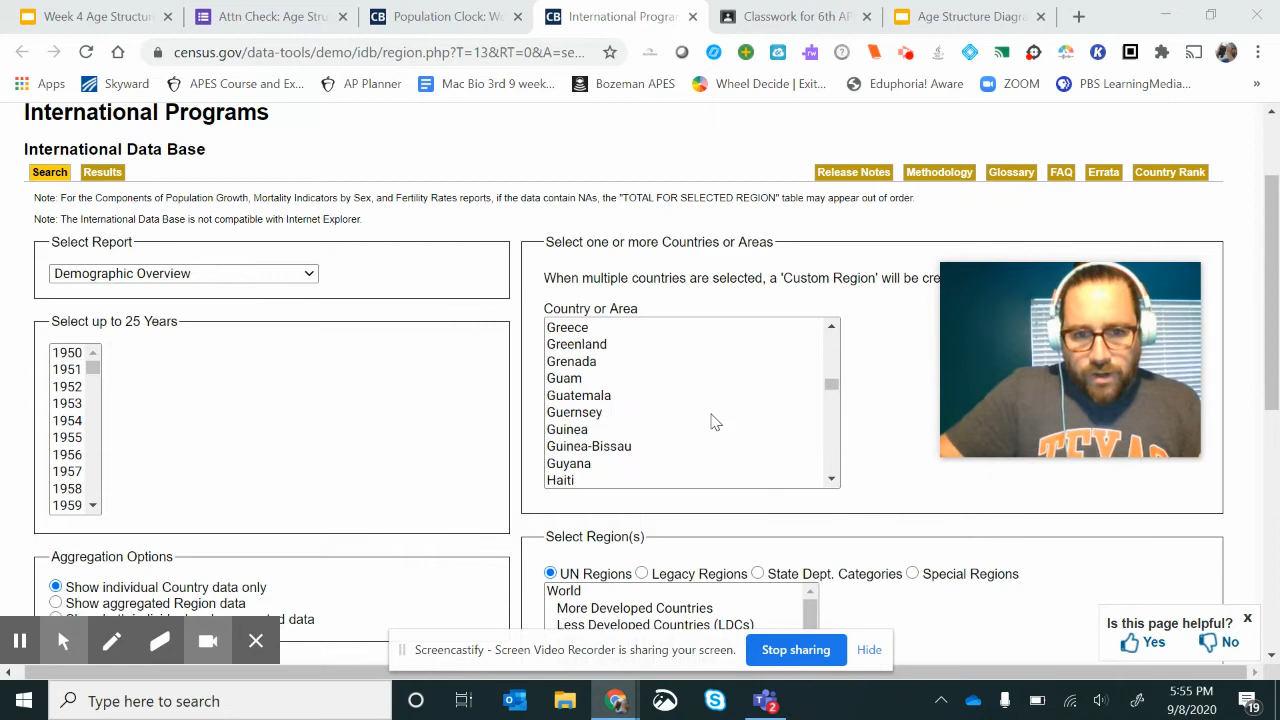 Week 4 Age Structure
Attn Check: Age Stru
Population Clock: Wo
International Program
Classwork for 6th AP
Age Structure Diagra
census.gov/data-tools/demo/idb/region.php?T=13&RT=0&A=se...
Apps
Skyward
APES Course and Ex...
AP Planner
Mac Bio 3rd 9 week...
Bozeman APES
Wheel Decide | Exit...
Eduphoria! Aware
ZOOM
PBS LearningMedia...
»
International Programs
International Data Base
Search
Results
Release Notes
Methodology
Glossary
FAQ
Errata
Country Rank
Note: For the Components of Population Growth, Mortality Indicators by Sex, and Fertility Rates reports, if the data contain NAs, the "TOTAL FOR SELECTED REGION" table may appear out of order.
Note: The International Data Base is not compatible with Internet Explorer.
Select Report
Demographic Overview
Select up to 25 Years
1950
1951
1952
1953
1954
1955
1956
1957
1958
1959
Aggregation Options
Show individual Country data only
Show aggregated Region data
Select one or more Countries or Areas
When multiple countries are selected, a 'Custom Region' will be cre
Country or Area
Greece
Greenland
Grenada
Guam
Guatemala
Guernsey
Guinea
Guinea-Bissau
Guyana
Haiti
Select Region(s)
UN Regions
Legacy Regions
State Dept. Categories
Special Regions
World
More Developed Countries
Less Developed Countries (LDCs)
TEXAS
Is this page helpful?
x
Yes
No
Screencastify - Screen Video Recorder is sharing your screen.
Stop sharing
Hide
Type here to search
2
5:55 PM
9/8/2020
19